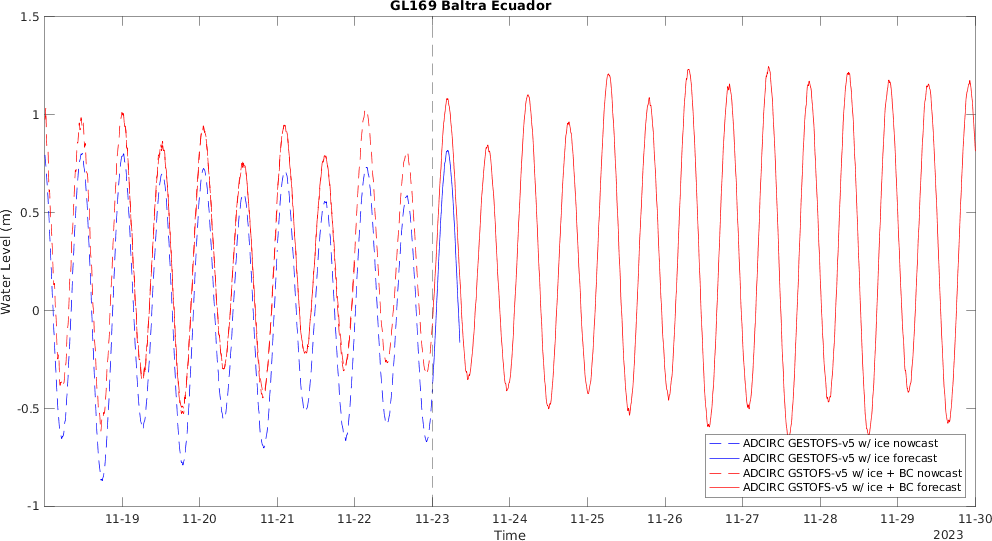 GL169 Baltra Ecuador
1.5
1
0.5
0
-0.5
-1
Water Level (m)
ADCIRC GESTOFS-v5 w/ ice nowcast
ADCIRC GESTOFS-v5 w/ ice forecast
ADCIRC GSTOFS-v5 w/ ice + BC nowcast
ADCIRC GSTOFS-v5 w/ ice + BC forecast
11-19 11-20 11-21 11-22 11-23 11-24 11-25 11-26 11-27 11-28 11-29 11-30
Time
2023